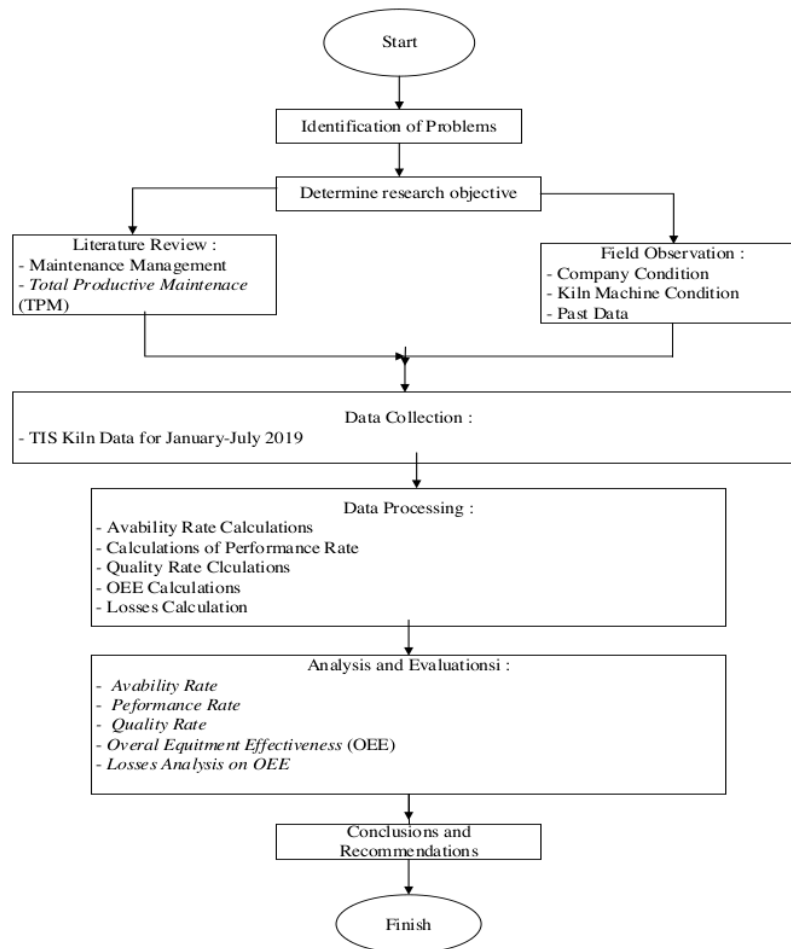 Start
Identification of Problems
Determine research objective
Literature Review :
- Maintenance Management
- Total Productive Maintenace
(TPM)
Field Observation :
- Company Condition
- Kiln Machine Condition
- Past Data
Data Collection :
- TIS Kiln Data for January-July 2019
Data Processing :
- Avability Rate Calculations
- Calculations of Performance Rate
- Quality Rate Clculations
- OEE Calculations
- Losses Calculation
Analysis and Evaluationsi :
- Avability Rate
- Peformance Rate
- Quality Rate
- Overal Equitment Effectiveness (OEE)
- Losses Analysis on OEE
Conclusions and
Recommendations
Finish